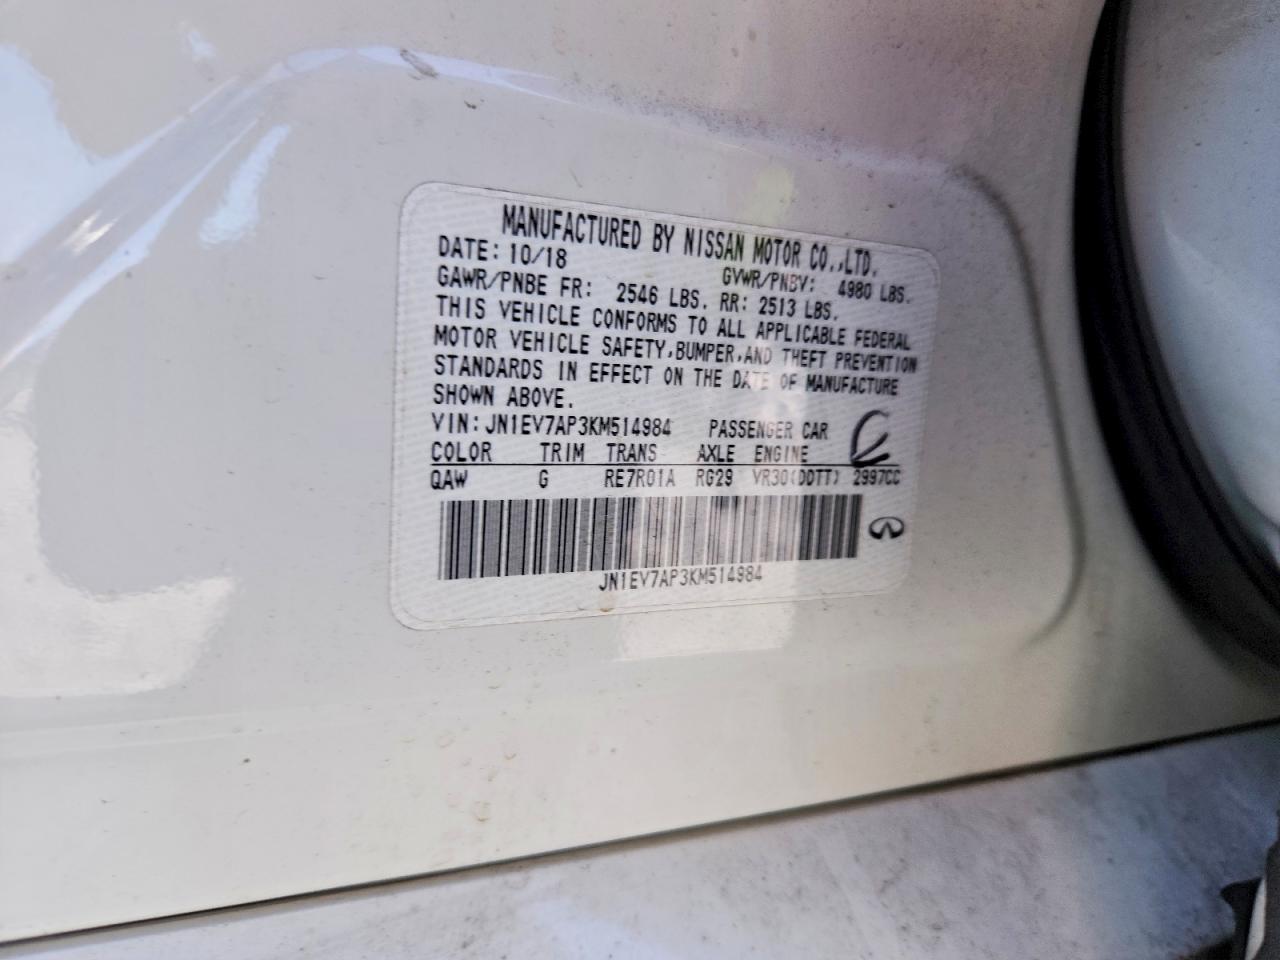 MANUFACTURED BY NISSAN MOTOR CO.,LTD.
DATE: 10/18 GVWR/PNBV: 4980 LBS.
GAWR/PNBE FR: 2546 LBS. RR: 2513 LBS.
THIS VEHICLE CONFORMS TO ALL APPLICABLE FEDERAL
MOTOR VEHICLE SAFETY,BUMPER,AND THEFT PREVENTION
STANDARDS IN EFFECT ON THE DATE OF MANUFACTURE
SHOWN ABOVE.
VIN: JN1EV7AP3KM514984 PASSENGER CAR
COLOR TRIM TRANS AXLE ENGINE
QAW G RE7R01A RG29 VR30(DDTT) 2997CC
JN1EV7AP3KM514984